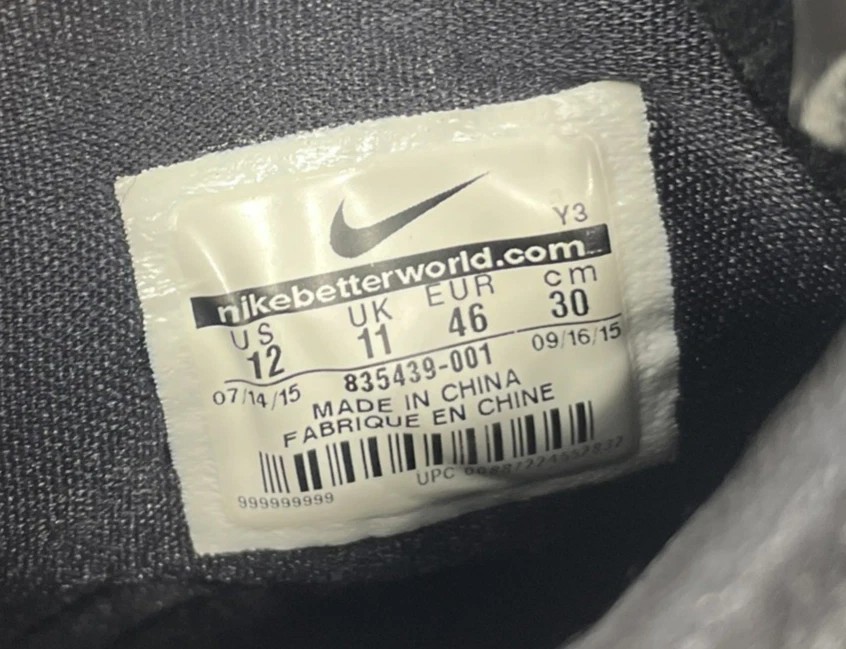 Y3
nikebetterworld.com
US UK EUR cm
12 11 46 30
07/14/15 835439-001 09/16/15
MADE IN CHINA
FABRIQUE EN CHINE
UPC
999999999